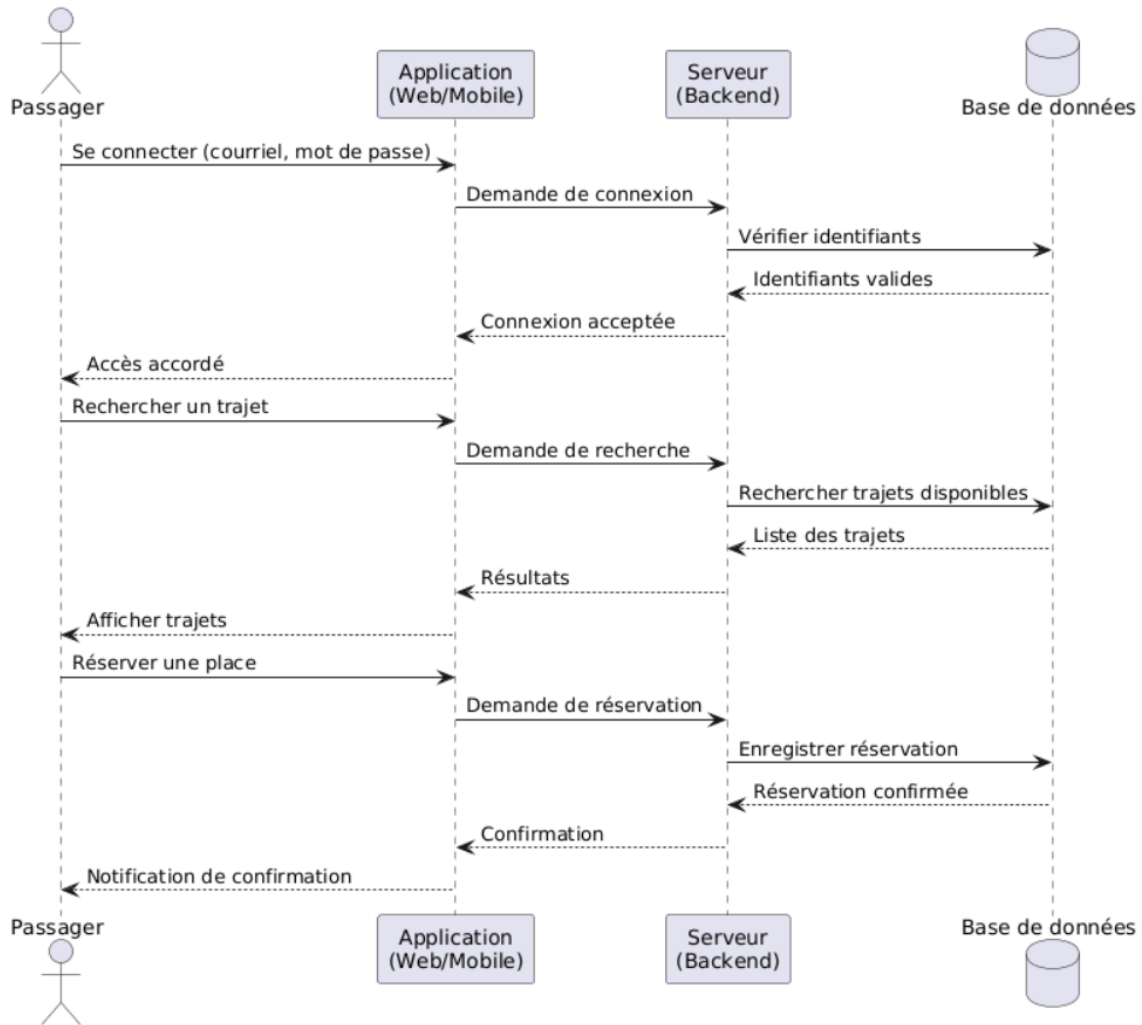 Passager
Application
(Web/Mobile)
Serveur
(Backend)
Base de données
Se connecter (courriel, mot de passe)
Demande de connexion
Vérifier identifiants
Identifiants valides
Connexion acceptée
Accès accordé
Rechercher un trajet
Demande de recherche
Rechercher trajets disponibles
Liste des trajets
Résultats
Afficher trajets
Réserver une place
Demande de réservation
Enregistrer réservation
Réservation confirmée
Confirmation
Notification de confirmation
Passager
Application
(Web/Mobile)
Serveur
(Backend)
Base de données